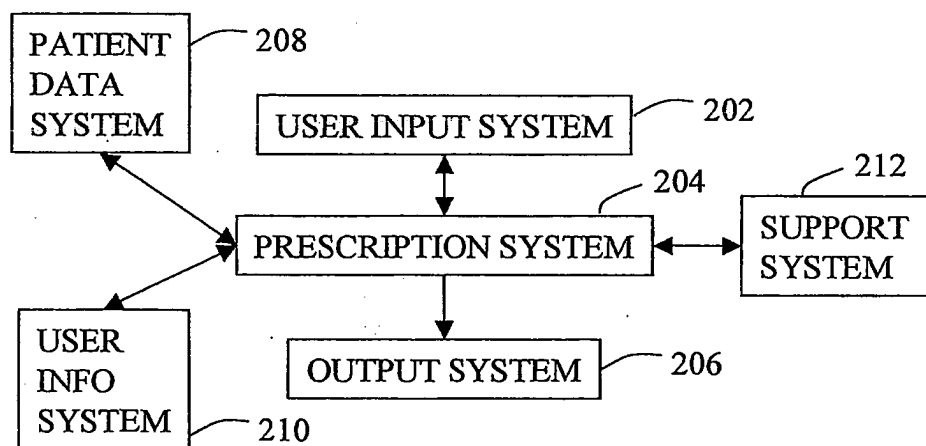 PATIENT
DATA
SYSTEM
208
USER INPUT SYSTEM
202
204
PRESCRIPTION SYSTEM
212
SUPPORT
SYSTEM
USER
INFO
SYSTEM
210
OUTPUT SYSTEM
206